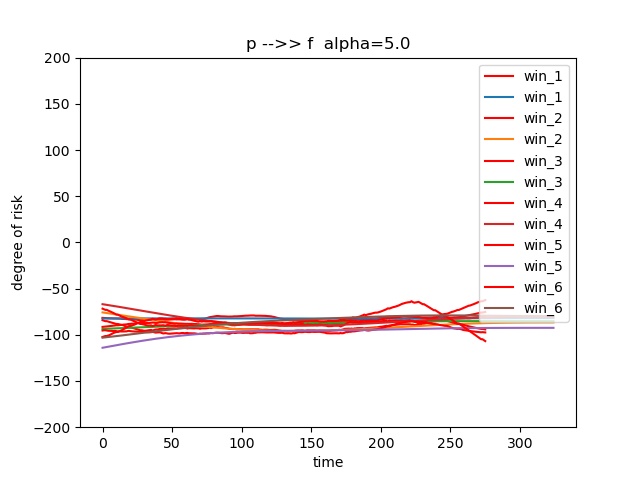 p -->> f  alpha=5.0
200
150
100
50
0
−50
−100
−150
−200
degree of risk
0 50 100 150 200 250 300
time
win_1
win_1
win_2
win_2
win_3
win_3
win_4
win_4
win_5
win_5
win_6
win_6